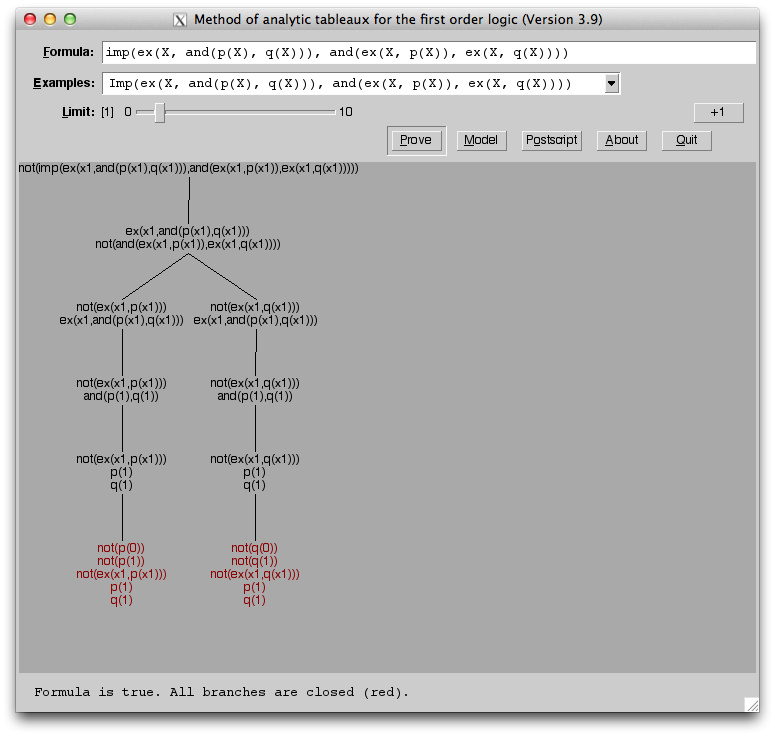 Method of analytic tableaux for the first order logic (Version 3.9)
Formula: imp(ex(X, and(p(X), q(X))), and(ex(X, p(X)), ex(X, q(X))))
Examples: Imp(ex(X, and(p(X), q(X))), and(ex(X, p(X)), ex(X, q(X))))
Limit: [1] 0 10 +1
Prove Model Postscript About Quit
not(imp(ex(x1,and(p(x1),q(x1))),and(ex(x1,p(x1)),ex(x1,q(x1)))))
ex(x1,and(p(x1),q(x1)))
not(and(ex(x1,p(x1)),ex(x1,q(x1))))
not(ex(x1,p(x1))) not(ex(x1,q(x1)))
ex(x1,and(p(x1),q(x1))) ex(x1,and(p(x1),q(x1)))
not(ex(x1,p(x1))) not(ex(x1,q(x1)))
and(p(1),q(1)) and(p(1),q(1))
not(ex(x1,p(x1))) not(ex(x1,q(x1)))
p(1) p(1)
q(1) q(1)
not(p(0)) not(q(0))
not(p(1)) not(q(1))
not(ex(x1,p(x1))) not(ex(x1,q(x1)))
p(1) p(1)
q(1) q(1)
Formula is true. All branches are closed (red).